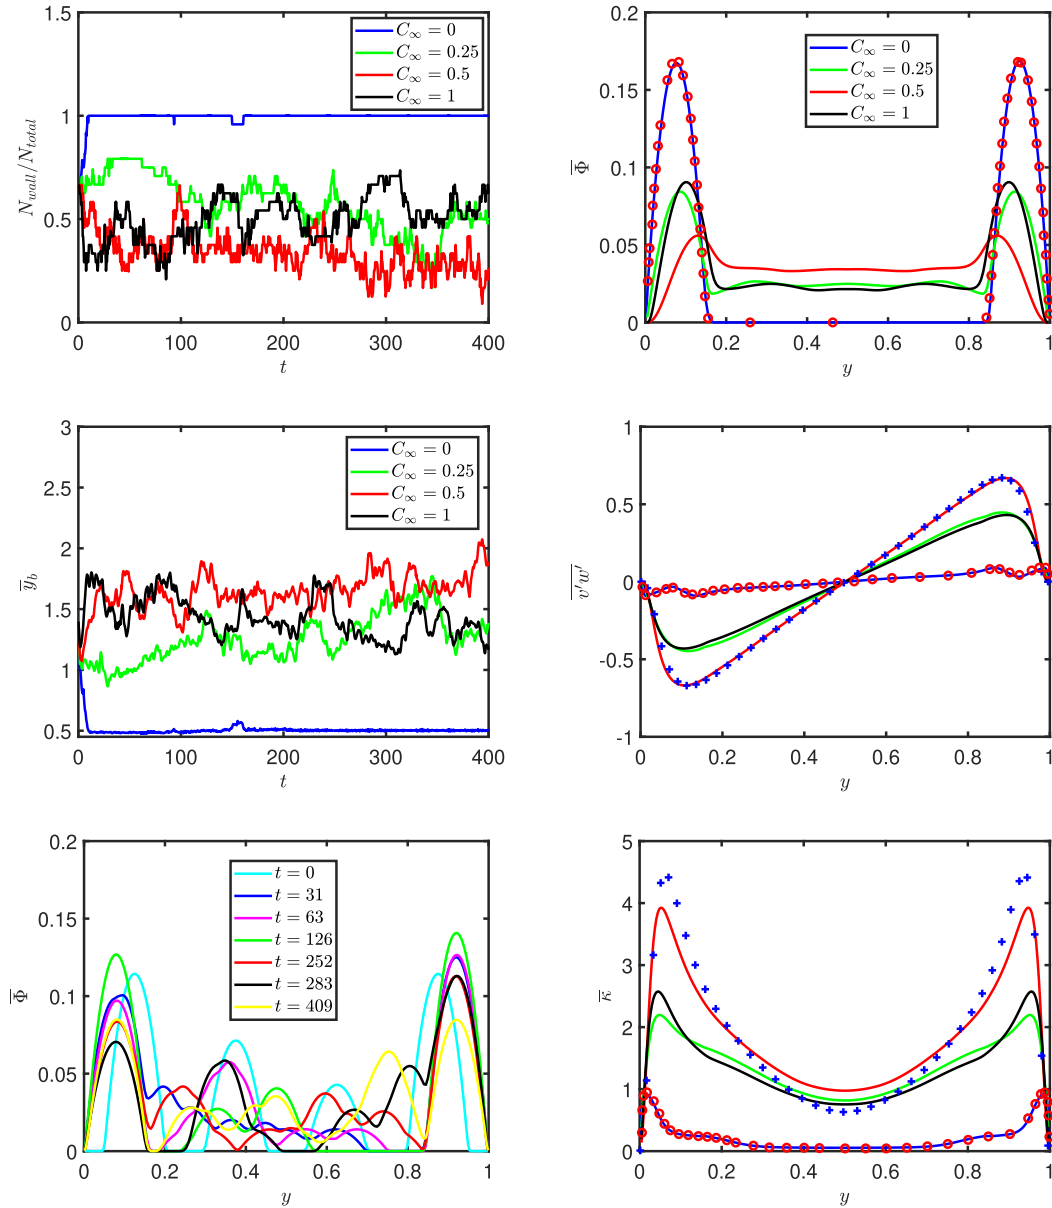 1.5
1
0.5
0
0 100 200 300 400
t
N_wall/N_total
C_∞ = 0
C_∞ = 0.25
C_∞ = 0.5
C_∞ = 1
0.2
0.15
0.1
0.05
0
0 0.2 0.4 0.6 0.8 1
y
Φ̅
C_∞ = 0
C_∞ = 0.25
C_∞ = 0.5
C_∞ = 1
3
2.5
2
1.5
1
0.5
0 100 200 300 400
t
y̅_b
C_∞ = 0
C_∞ = 0.25
C_∞ = 0.5
C_∞ = 1
1
0.5
0
-0.5
-1
0 0.2 0.4 0.6 0.8 1
y
v′w′
0.2
0.15
0.1
0.05
0
0 0.2 0.4 0.6 0.8 1
y
Φ̅
t = 0
t = 31
t = 63
t = 126
t = 252
t = 283
t = 409
5
4
3
2
1
0
0 0.2 0.4 0.6 0.8 1
y
κ̅